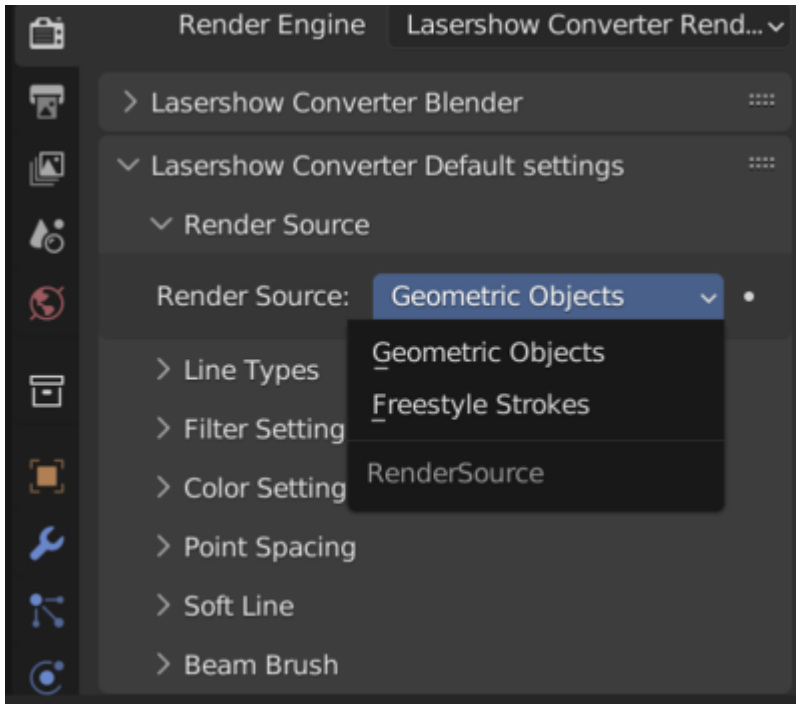 Render Engine Lasershow Converter Rend...
Lasershow Converter Blender
Lasershow Converter Default settings
Render Source
Render Source: Geometric Objects
Geometric Objects
Line Types
Freestyle Strokes
Filter Setting
RenderSource
Color Setting
Point Spacing
Soft Line
Beam Brush